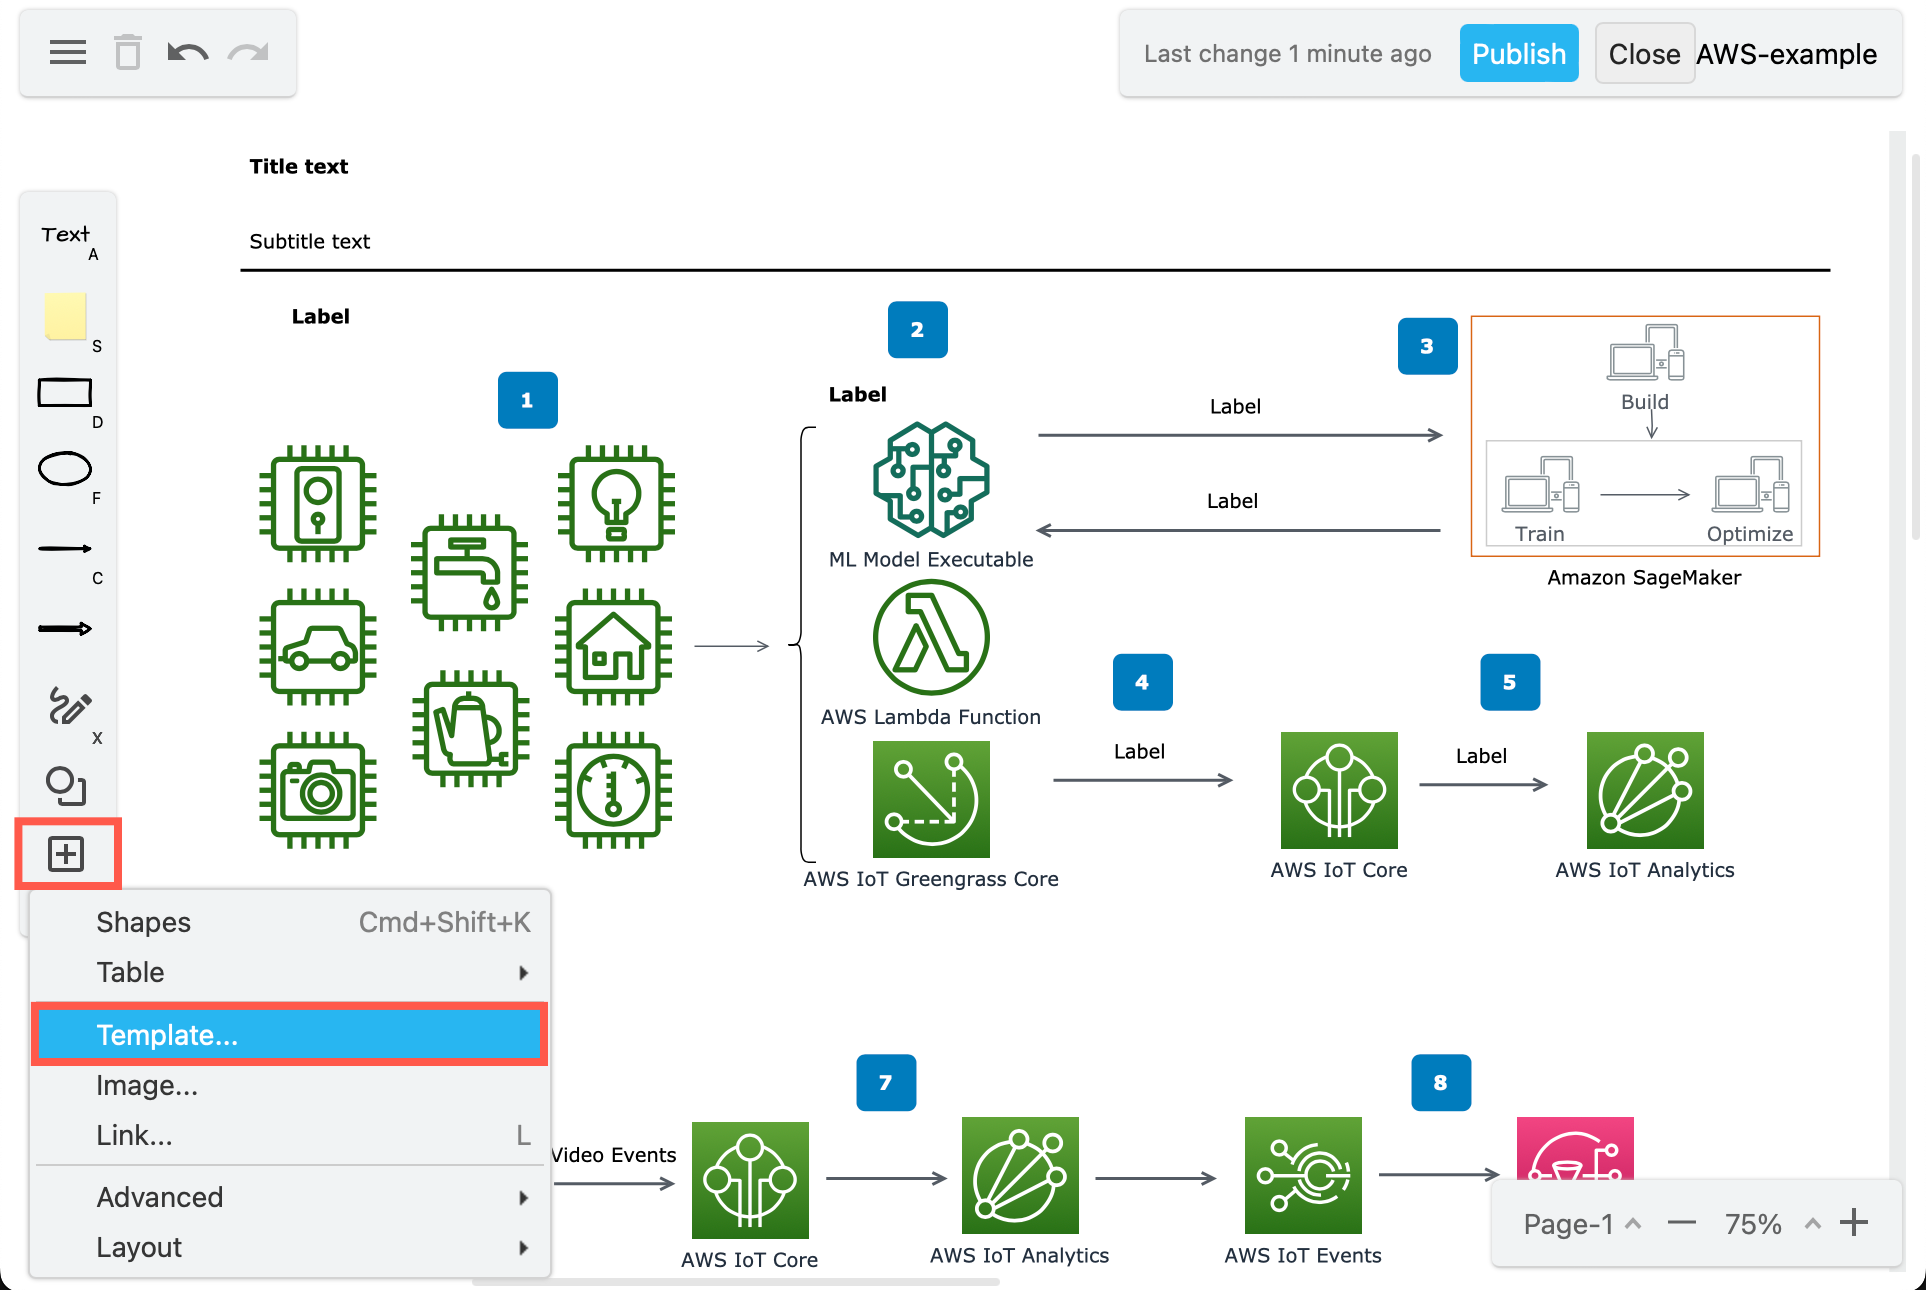 Last change 1 minute ago
Publish
Close
AWS-example
Title text
Subtitle text
Text
A
S
D
F
C
X
Label
1
2
Label
ML Model Executable
AWS Lambda Function
AWS IoT Greengrass Core
Label
Label
3
Build
Train
Optimize
Amazon SageMaker
4
Label
AWS IoT Core
5
Label
AWS IoT Analytics
Shapes Cmd+Shift+K
Table
Template...
Image...
Link... L
Advanced
Layout
Video Events
AWS IoT Core
7
AWS IoT Analytics
AWS IoT Events
8
Page-1
75%